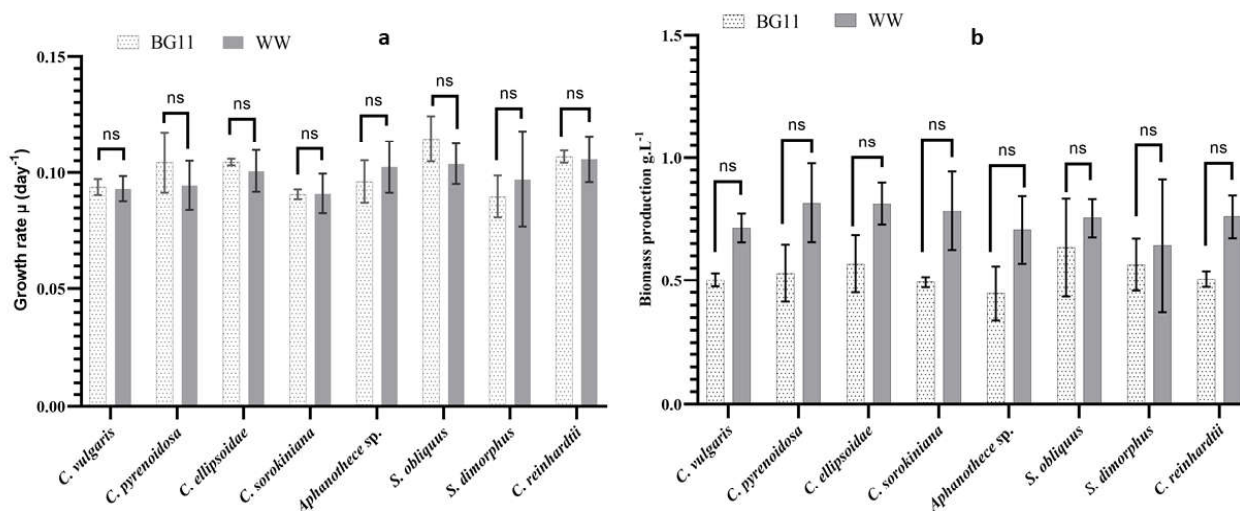 BG11 WW a
ns ns ns ns ns ns ns ns
0.15
0.10
0.05
0.00
Growth rate µ (day-1)
C. vulgaris
C. pyrenoidosa
C. ellipsoidae
C. sorokiniana
Aphanothece sp.
S. obliquus
S. dimorphus
C. reinhardtii
BG11 WW b
ns ns ns ns ns ns ns ns
1.5
1.0
0.5
0.0
Biomass production g.L-1
C. vulgaris
C. pyrenoidosa
C. ellipsoidae
C. sorokiniana
Aphanothece sp.
S. obliquus
S. dimorphus
C. reinhardtii